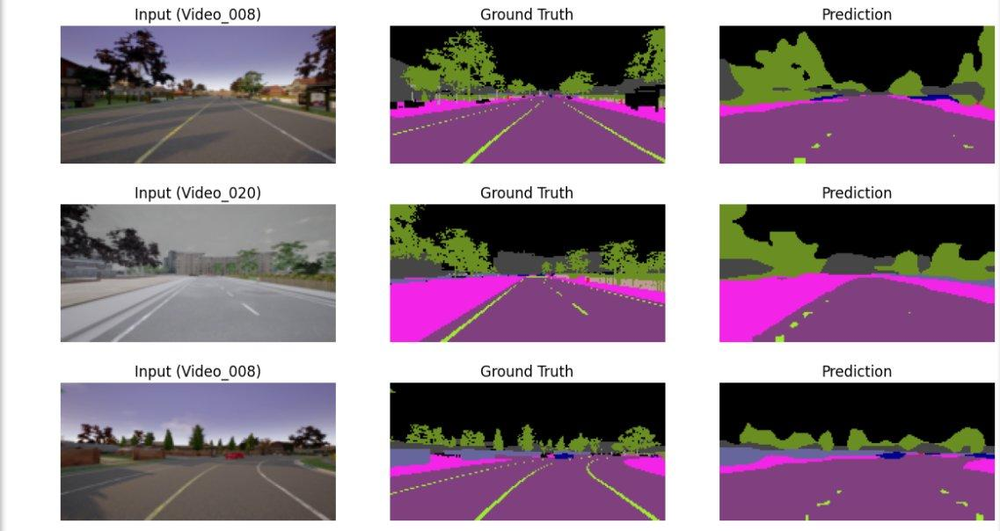 Input (Video_008) Ground Truth Prediction
Input (Video_020) Ground Truth Prediction
Input (Video_008) Ground Truth Prediction